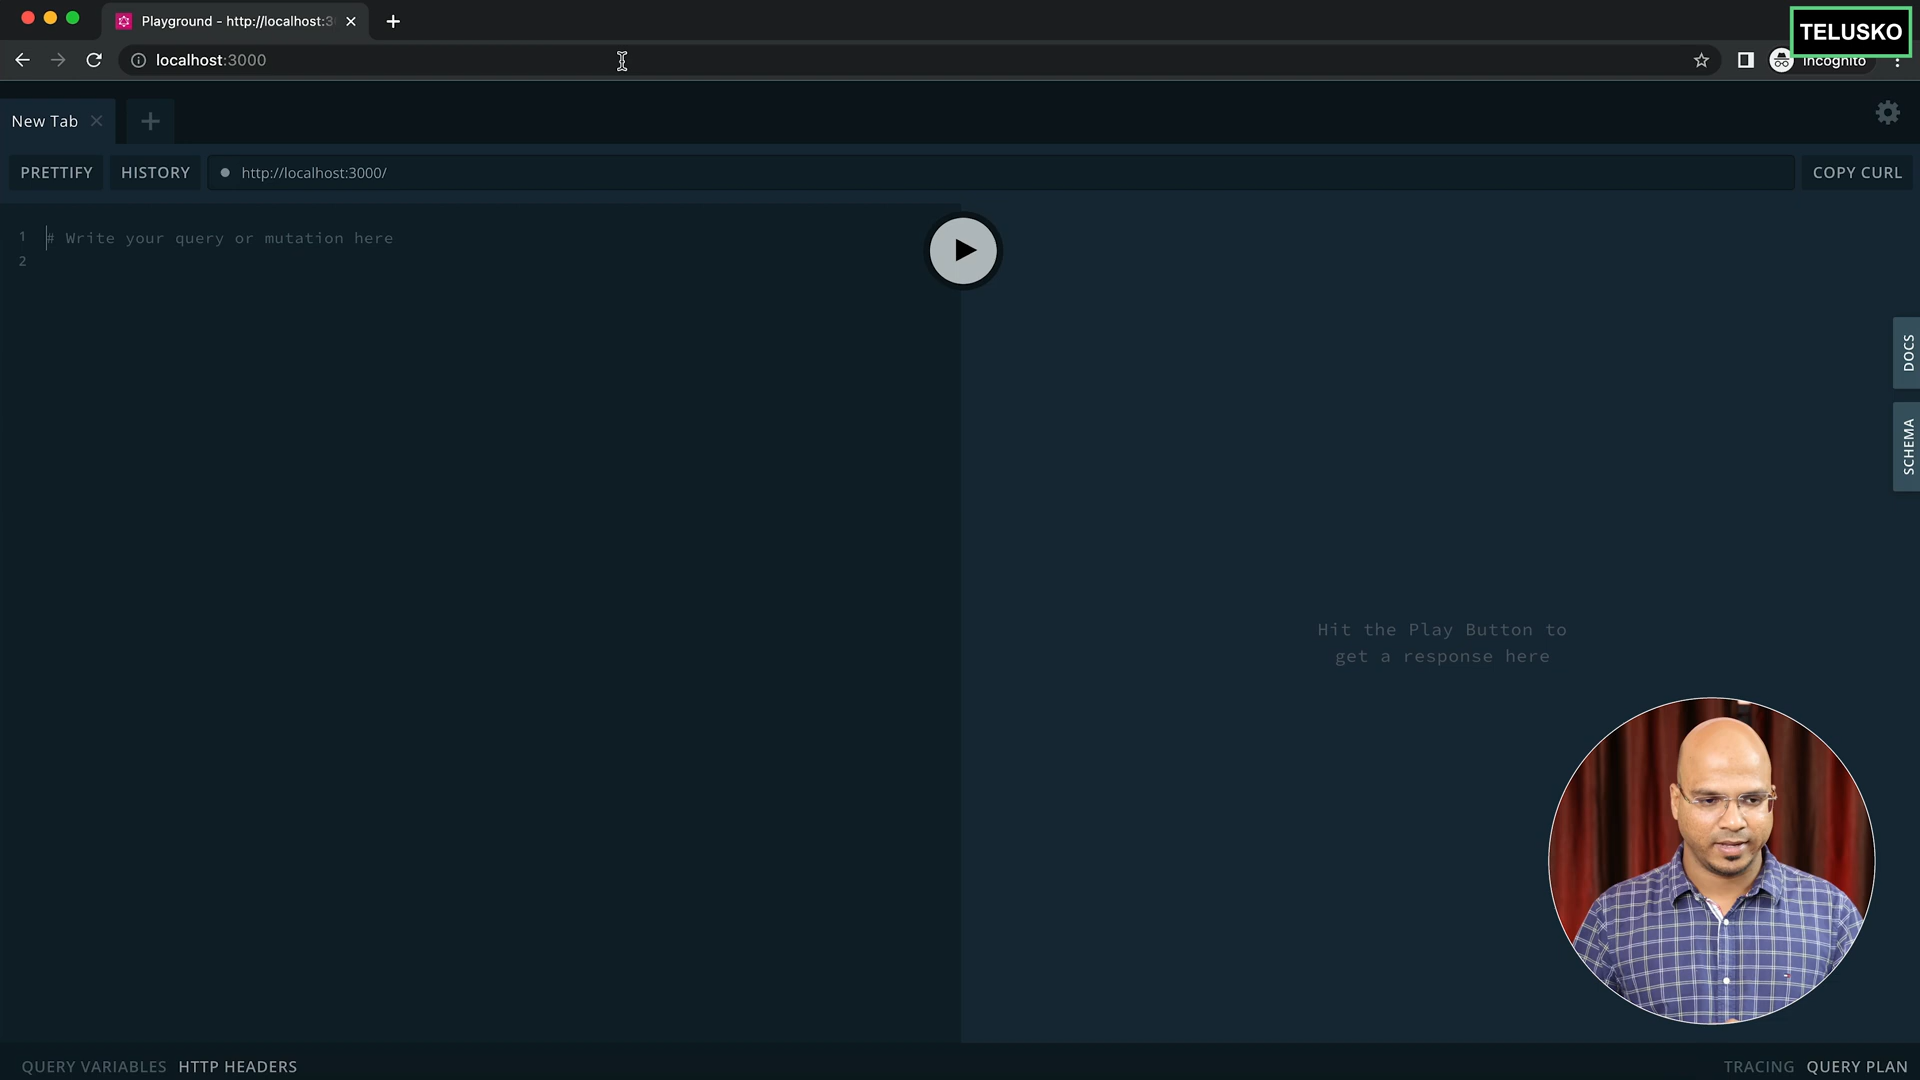 Playground - http://localhost:3
TELUSKO
localhost:3000
Incognito
New Tab
PRETTIFY
HISTORY
http://localhost:3000/
COPY CURL
1 # Write your query or mutation here
2
DOCS
SCHEMA
Hit the Play Button to
get a response here
QUERY VARIABLES
HTTP HEADERS
TRACING
QUERY PLAN